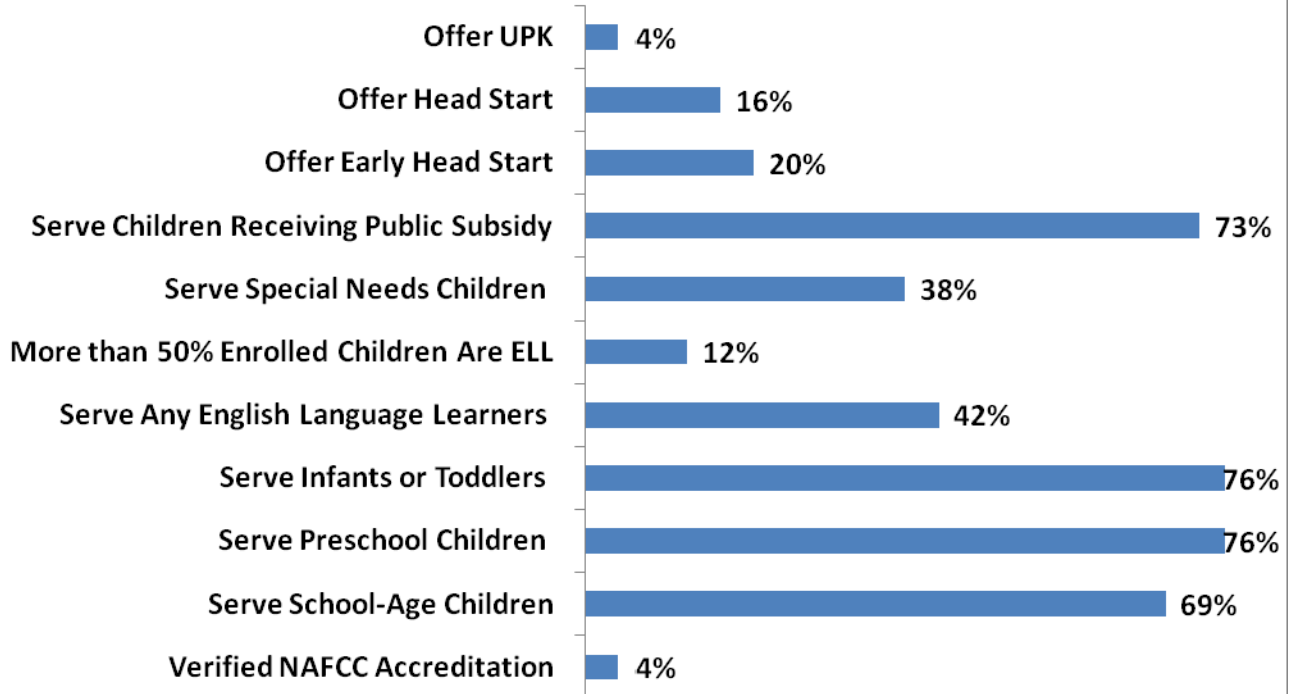 Offer UPK 4%
Offer Head Start 16%
Offer Early Head Start 20%
Serve Children Receiving Public Subsidy 73%
Serve Special Needs Children 38%
More than 50% Enrolled Children Are ELL 12%
Serve Any English Language Learners 42%
Serve Infants or Toddlers 76%
Serve Preschool Children 76%
Serve School-Age Children 69%
Verified NAFCC Accreditation 4%